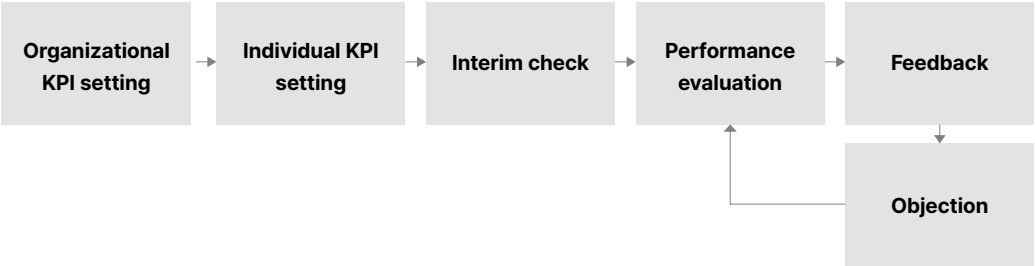 Organizational
KPI setting
Individual KPI
setting
Interim check
Performance
evaluation
Feedback
Objection